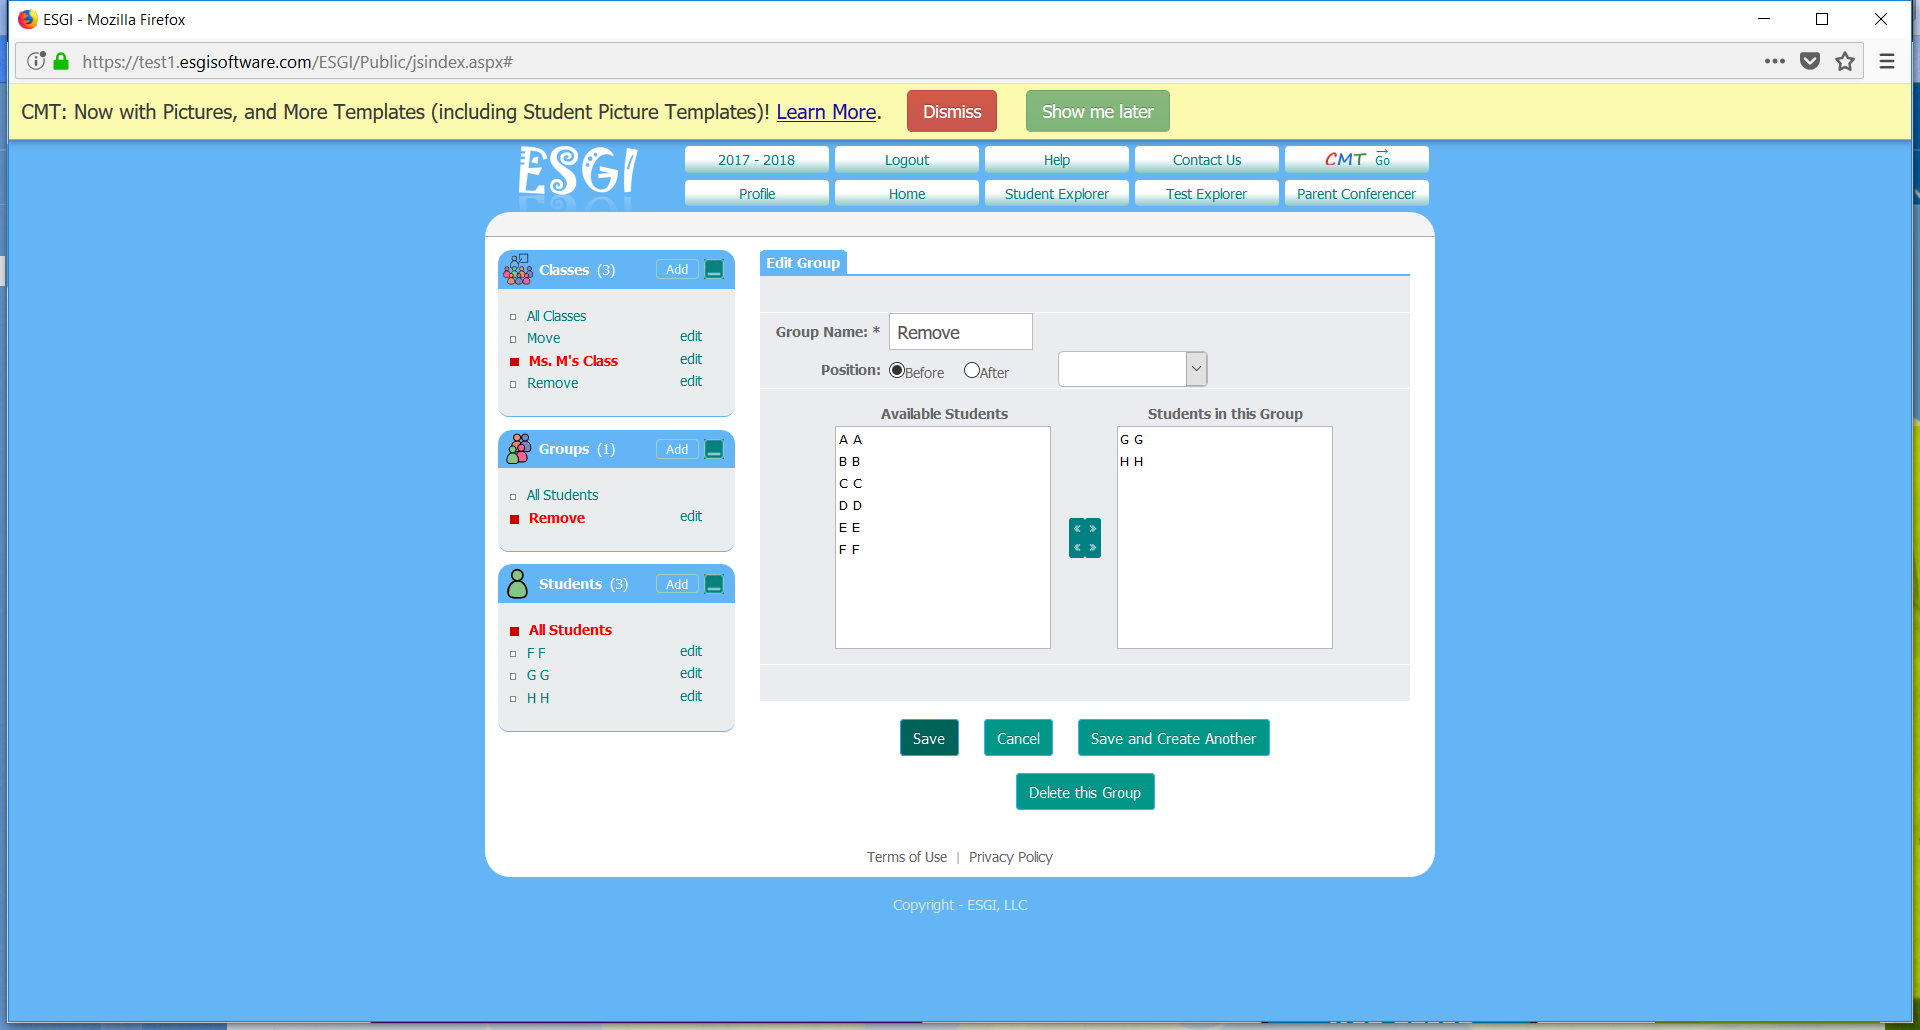 ESGI - Mozilla Firefox
https://test1.esgisoftware.com/ESGI/Public/jsindex.aspx#
CMT: Now with Pictures, and More Templates (including Student Picture Templates)! Learn More. Dismiss Show me later
ESGI
2017 - 2018 Logout Help Contact Us CMT Go
Profile Home Student Explorer Test Explorer Parent Conferencer
Classes (3) Add
All Classes
Move edit
Ms. M's Class edit
Remove edit
Groups (1) Add
All Students
Remove edit
Students (3) Add
All Students
F F edit
G G edit
H H edit
Edit Group
Group Name: * Remove
Position: Before After
Available Students
A A
B B
C C
D D
E E
F F
Students in this Group
G G
H H
Save Cancel Save and Create Another
Delete this Group
Terms of Use | Privacy Policy
Copyright - ESGI, LLC